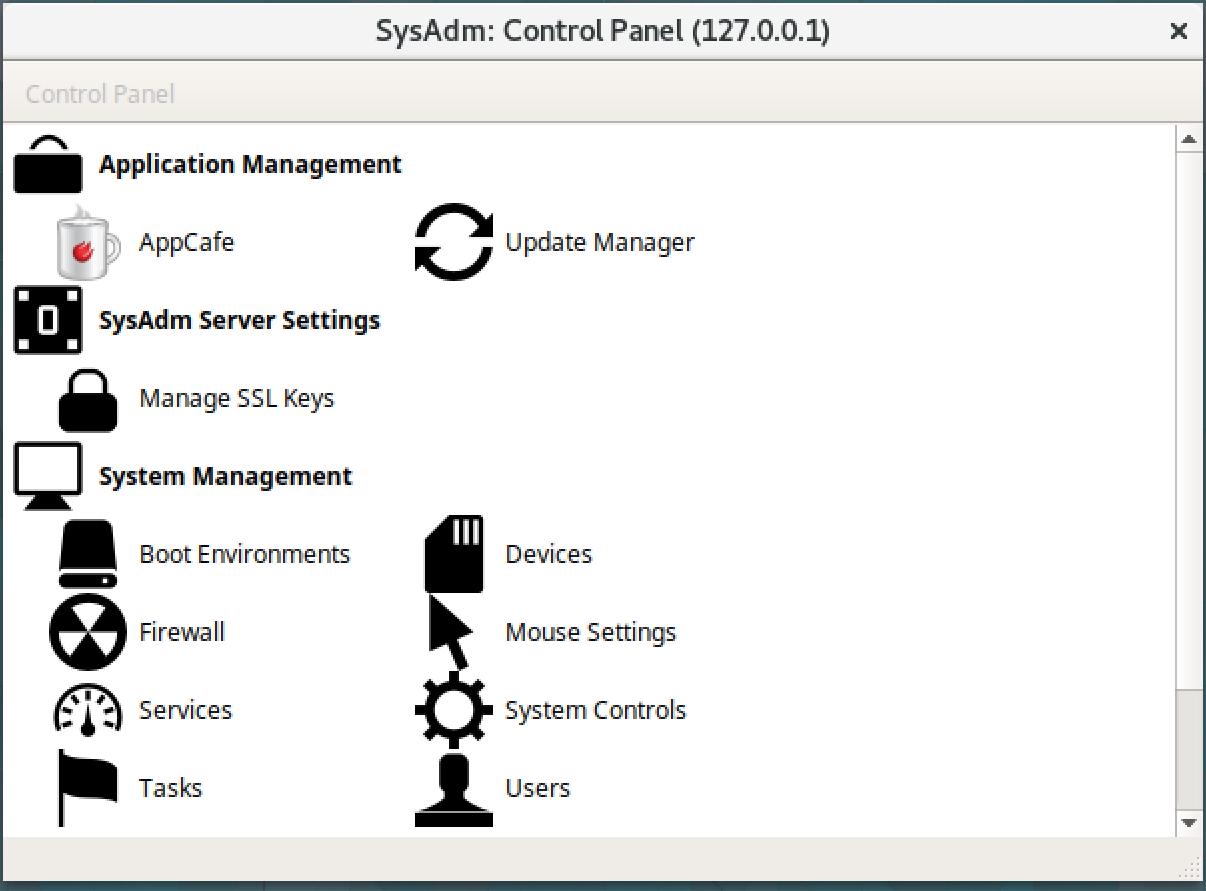 SysAdm: Control Panel (127.0.0.1)
Control Panel
Application Management
AppCafe Update Manager
SysAdm Server Settings
Manage SSL Keys
System Management
Boot Environments Devices
Firewall Mouse Settings
Services System Controls
Tasks Users